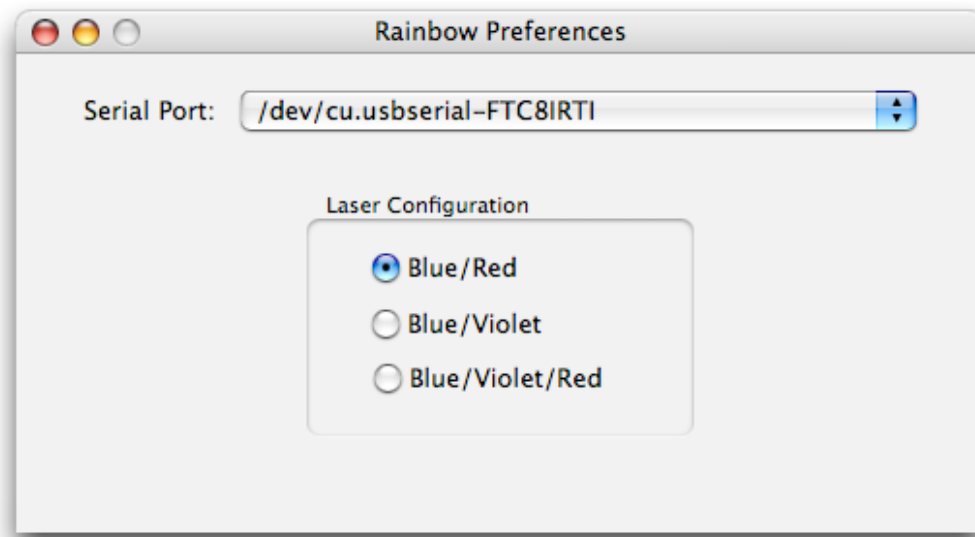 Rainbow Preferences
Serial Port: /dev/cu.usbserial-FTC8IRTI
Laser Configuration
Blue/Red
Blue/Violet
Blue/Violet/Red